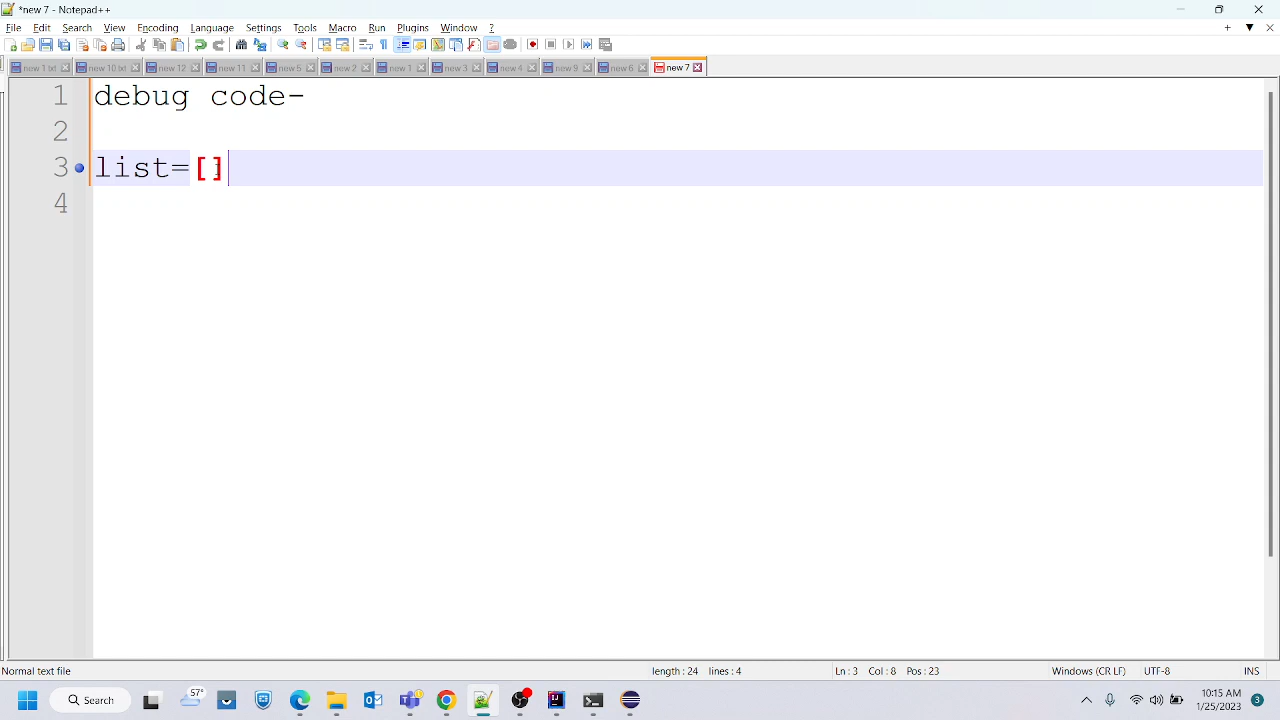 *new 7 - Notepad++
File Edit Search View Encoding Language Settings Tools Macro Run Plugins Window ?
new 1.txt new 10.txt new 12 new 11 new 5 new 2 new 1 new 3 new 4 new 9 new 6 new 7
1 debug code-
2
3 list=[]
4
Normal text file length : 24 lines : 4 Ln : 3 Col : 8 Pos : 23 Windows (CR LF) UTF-8 INS
57° Search 10:15 AM
1/25/2023 3